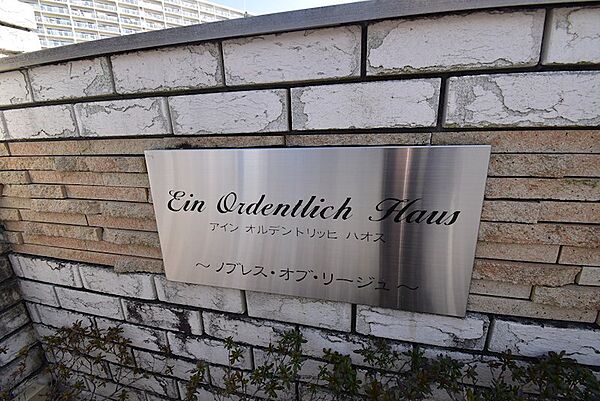 Ein Ordentlich Haus
アイン オルデントリッヒ ハオス
～ ノブレス・オブ・リージュ ～